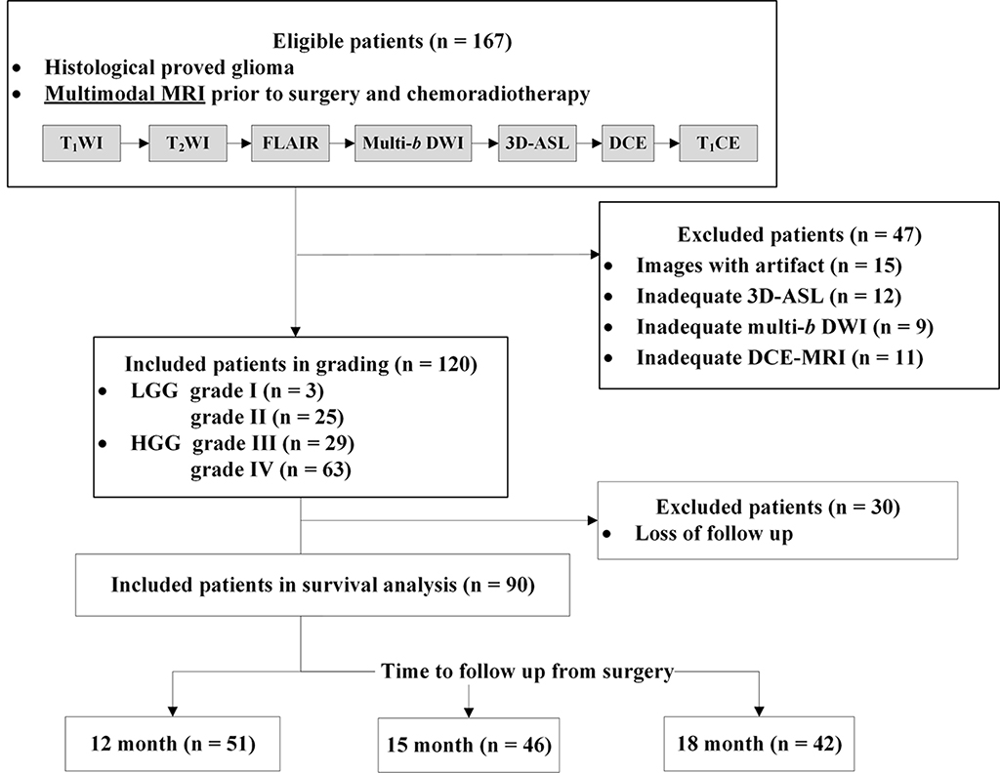 Eligible patients (n = 167)
• Histological proved glioma
• Multimodal MRI prior to surgery and chemoradiotherapy
T₁WI T₂WI FLAIR Multi-b DWI 3D-ASL DCE T₁CE
Excluded patients (n = 47)
• Images with artifact (n = 15)
• Inadequate 3D-ASL (n = 12)
• Inadequate multi-b DWI (n = 9)
• Inadequate DCE-MRI (n = 11)
Included patients in grading (n = 120)
• LGG grade I (n = 3)
grade II (n = 25)
• HGG grade III (n = 29)
grade IV (n = 63)
Excluded patients (n = 30)
• Loss of follow up
Included patients in survival analysis (n = 90)
Time to follow up from surgery
12 month (n = 51)
15 month (n = 46)
18 month (n = 42)